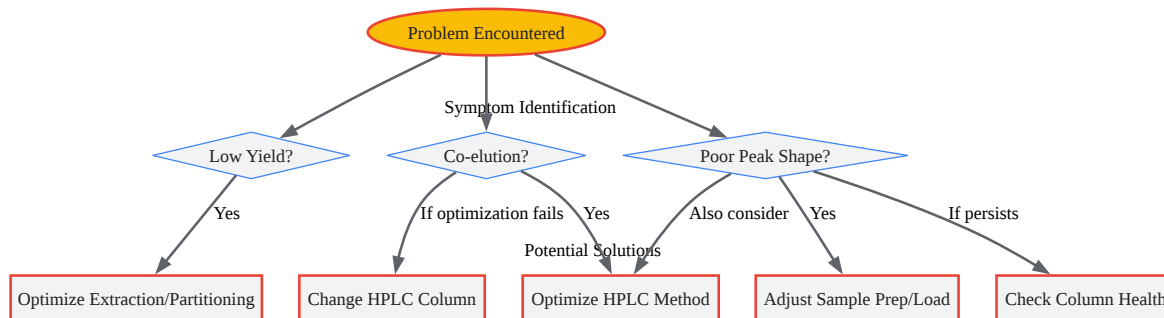 Problem Encountered
Symptom Identification
Low Yield?
Co-elution?
Poor Peak Shape?
Yes
If optimization fails
Yes
Also consider
Yes
If persists
Potential Solutions
Optimize Extraction/Partitioning
Change HPLC Column
Optimize HPLC Method
Adjust Sample Prep/Load
Check Column Health